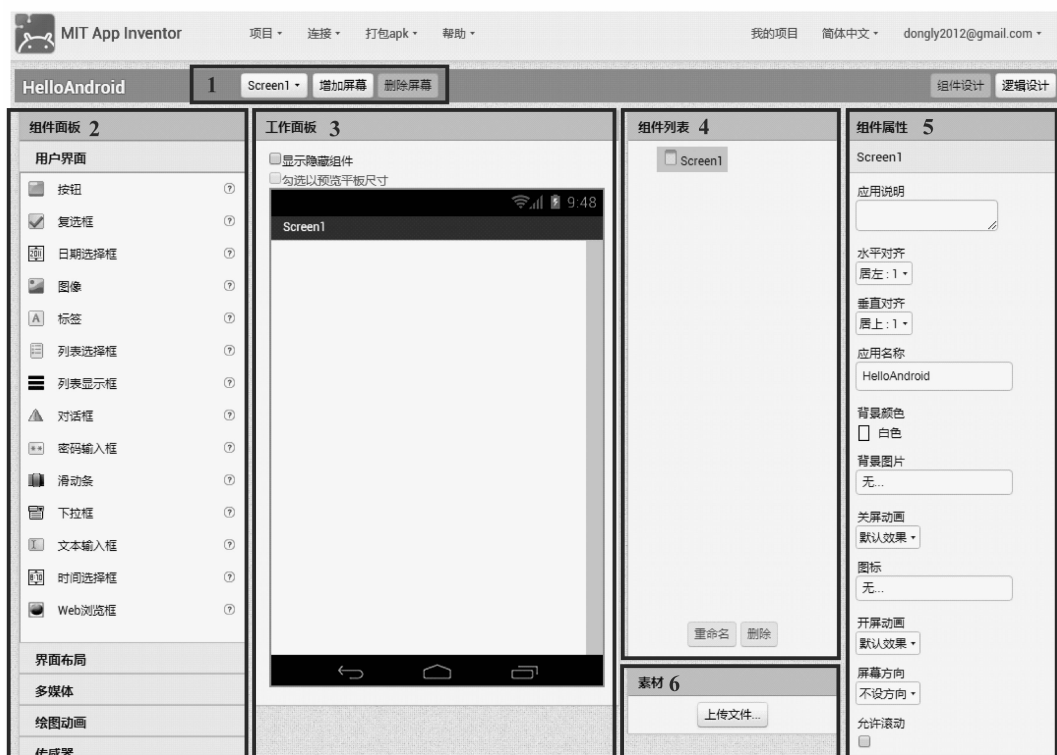 MIT App Inventor
项目
连接
打包apk
帮助
我的项目
简体中文
dongly2012@gmail.com
HelloAndroid
1
Screen1
增加屏幕
删除屏幕
组件设计
逻辑设计
组件面板 2
用户界面
按钮
复选框
日期选择框
图像
标签
列表选择框
列表显示框
对话框
密码输入框
滑动条
下拉框
文本输入框
时间选择框
Web浏览框
界面布局
多媒体
绘图动画
传感器
工作面板 3
显示隐藏组件
勾选以预览平板尺寸
9:48
Screen1
组件列表 4
Screen1
重命名
删除
素材 6
上传文件...
组件属性 5
Screen1
应用说明
水平对齐
居左:1
垂直对齐
居上:1
应用名称
HelloAndroid
背景颜色
白色
背景图片
无...
关屏动画
默认效果
图标
无...
开屏动画
默认效果
屏幕方向
不设方向
允许滚动